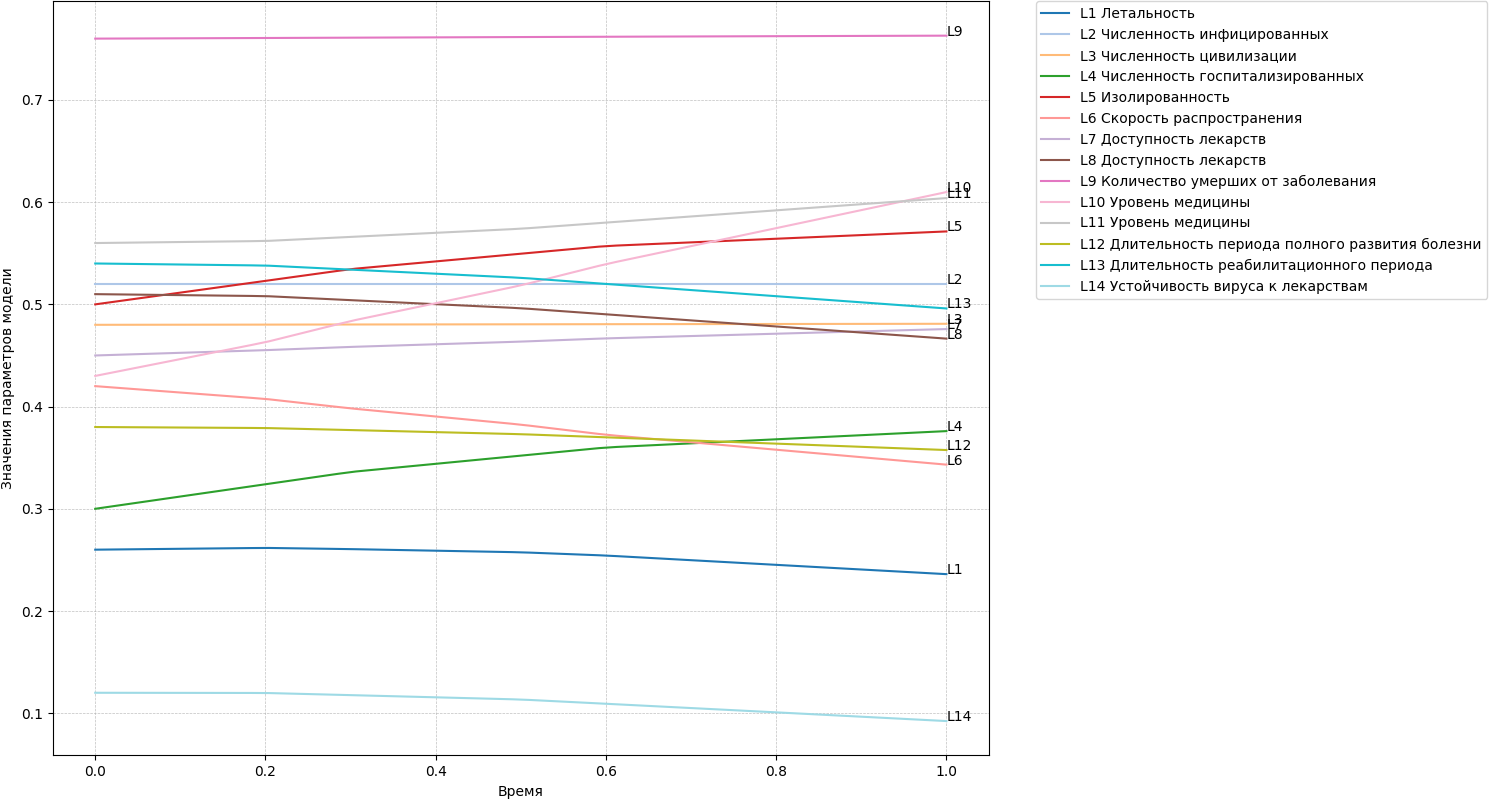 Значения параметров модели
0.7
0.6
0.5
0.4
0.3
0.2
0.1
0.0
0.2
0.4
0.6
0.8
1.0
Время
L9
L10
L11
L5
L2
L13
L3
L7
L8
L4
L12
L6
L1
L14
L1 Летальность
L2 Численность инфицированных
L3 Численность цивилизации
L4 Численность госпитализированных
L5 Изолированность
L6 Скорость распространения
L7 Доступность лекарств
L8 Доступность лекарств
L9 Количество умерших от заболевания
L10 Уровень медицины
L11 Уровень медицины
L12 Длительность периода полного развития болезни
L13 Длительность реабилитационного периода
L14 Устойчивость вируса к лекарствам